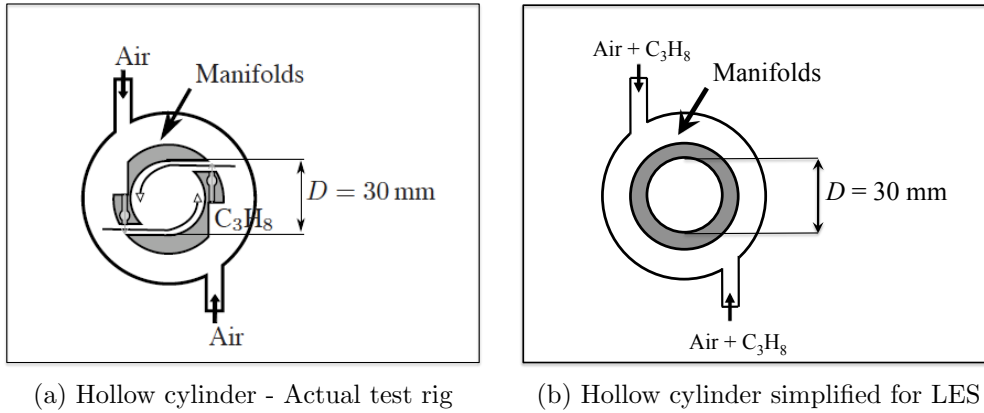 Air
Manifolds
D = 30 mm
C₃H₈
Air
(a) Hollow cylinder - Actual test rig
Air + C₃H₈
Manifolds
D = 30 mm
Air + C₃H₈
(b) Hollow cylinder simplified for LES